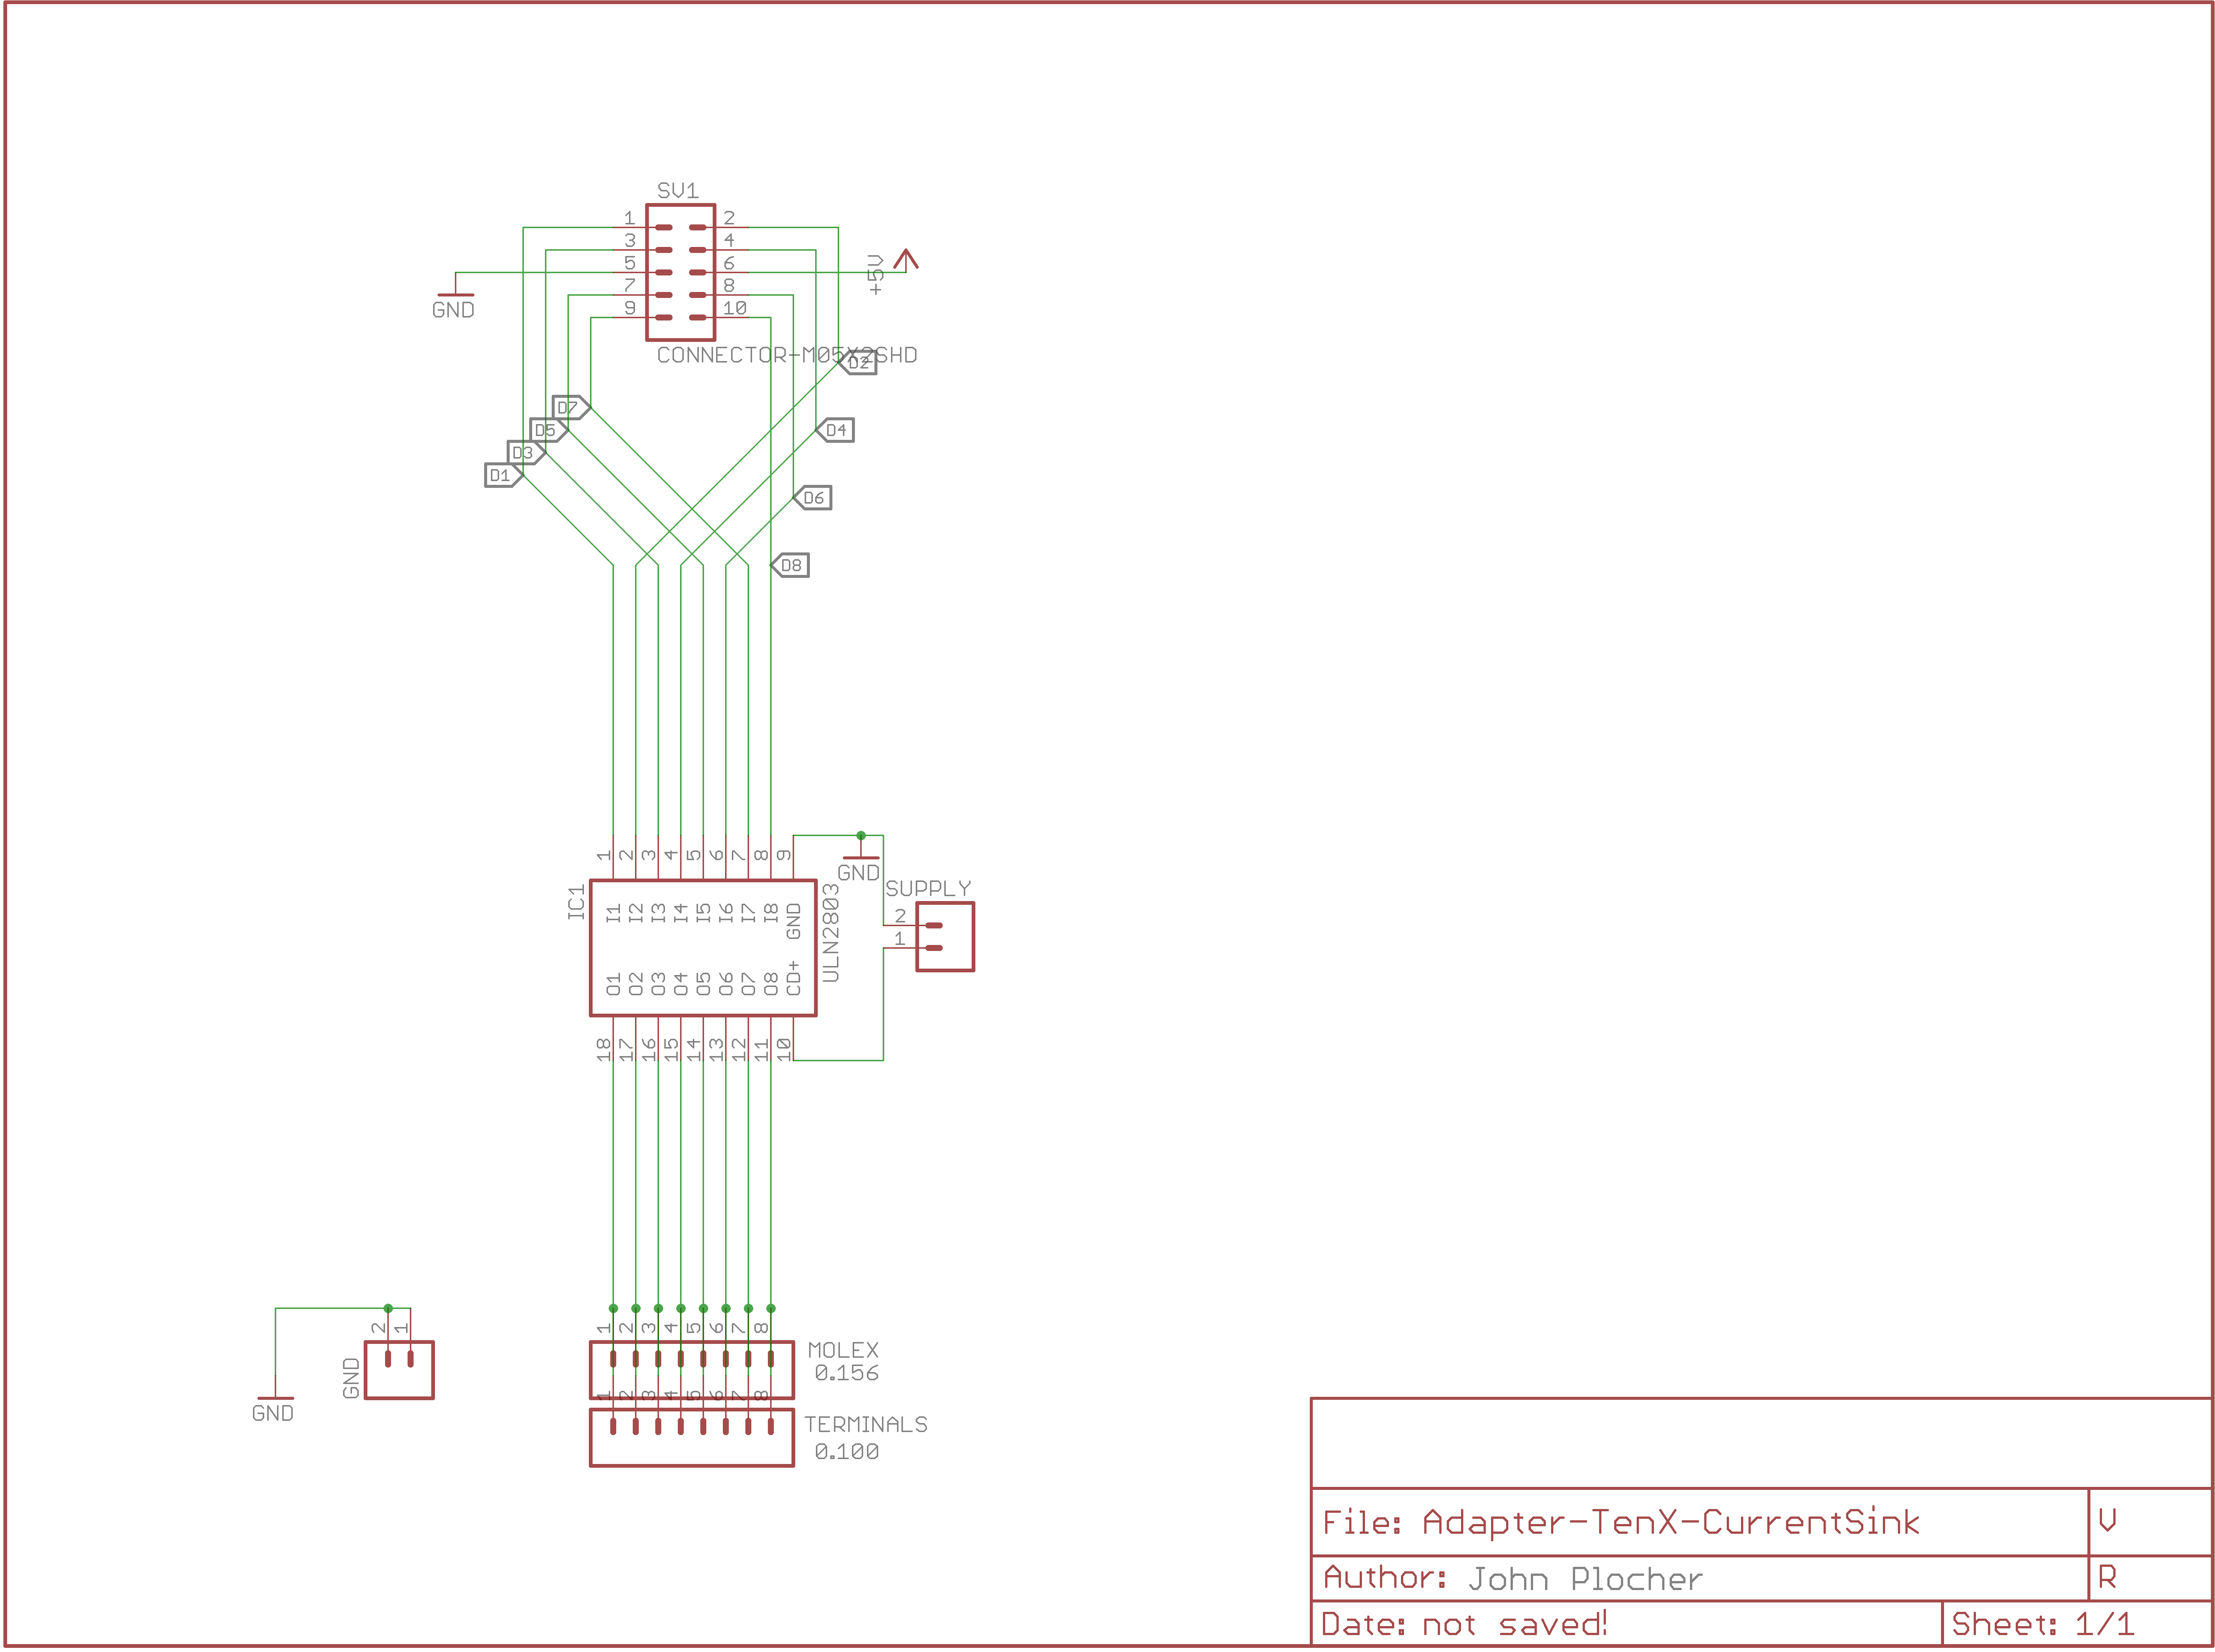 SV1
1 2
3 4
5 6
7 8
9 10
+5V
GND
CONNECTOR-M05X2SHD
D2
D7
D5
D4
D3
D1
D6
D8
1 2 3 4 5 6 7 8 9
GND
SUPPLY
2
1
IC1
I1 I2 I3 I4 I5 I6 I7 I8 GND
O1 O2 O3 O4 O5 O6 O7 O8 CD+
ULN2803
18 17 16 15 14 13 12 11 10
2 1
GND
GND
1 2 3 4 5 6 7 8
MOLEX
0.156
1 2 3 4 5 6 7 8
TERMINALS
0.100
File: Adapter-TenX-CurrentSink V
Author: John Plocher R
Date: not saved! Sheet: 1/1